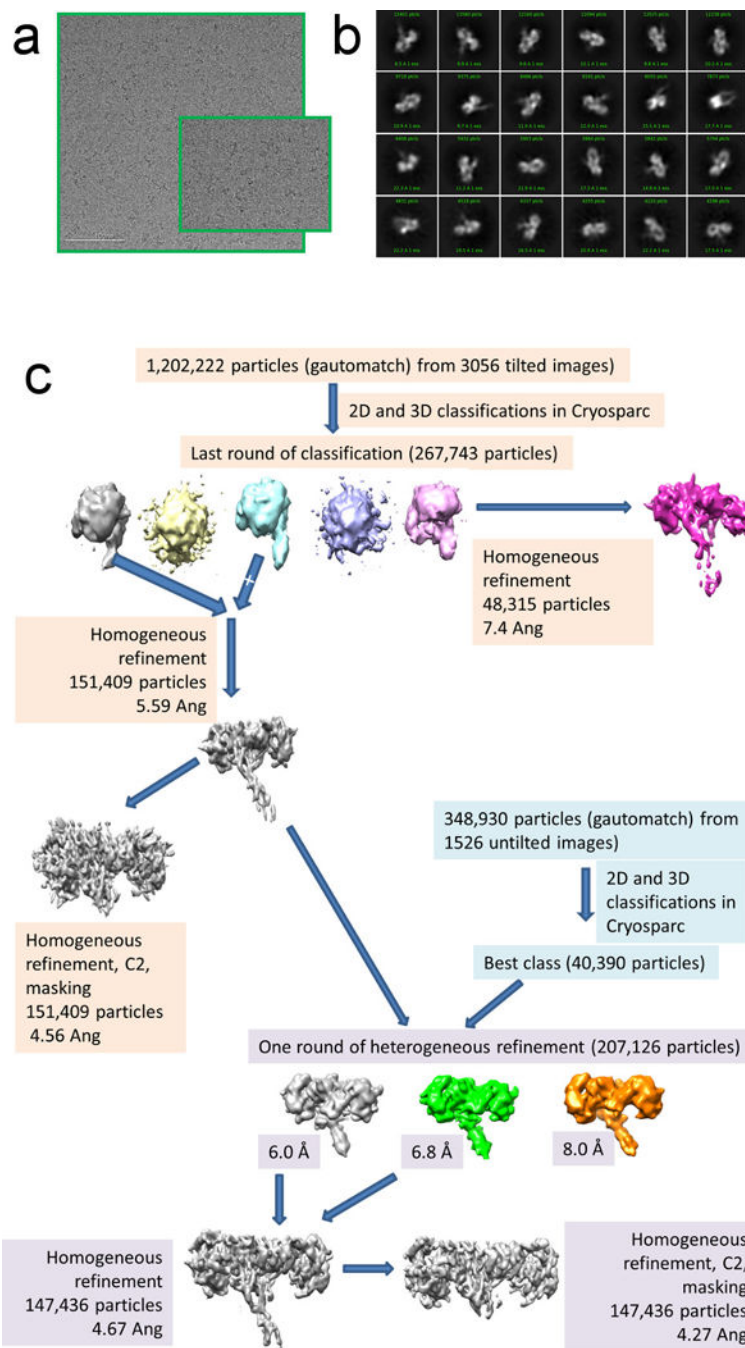 a
b
c
1,202,222 particles (gautomatch) from 3056 tilted images)
2D and 3D classifications in Cryosparc
Last round of classification (267,743 particles)
+
Homogeneous
refinement
48,315 particles
7.4 Ang
Homogeneous
refinement
151,409 particles
5.59 Ang
348,930 particles (gautomatch) from
1526 untilted images)
2D and 3D
classifications in
Cryosparc
Homogeneous
refinement, C2,
masking
151,409 particles
4.56 Ang
Best class (40,390 particles)
One round of heterogeneous refinement (207,126 particles)
6.0 Å
6.8 Å
8.0 Å
Homogeneous
refinement
147,436 particles
4.67 Ang
Homogeneous
refinement, C2,
masking
147,436 particles
4.27 Ang